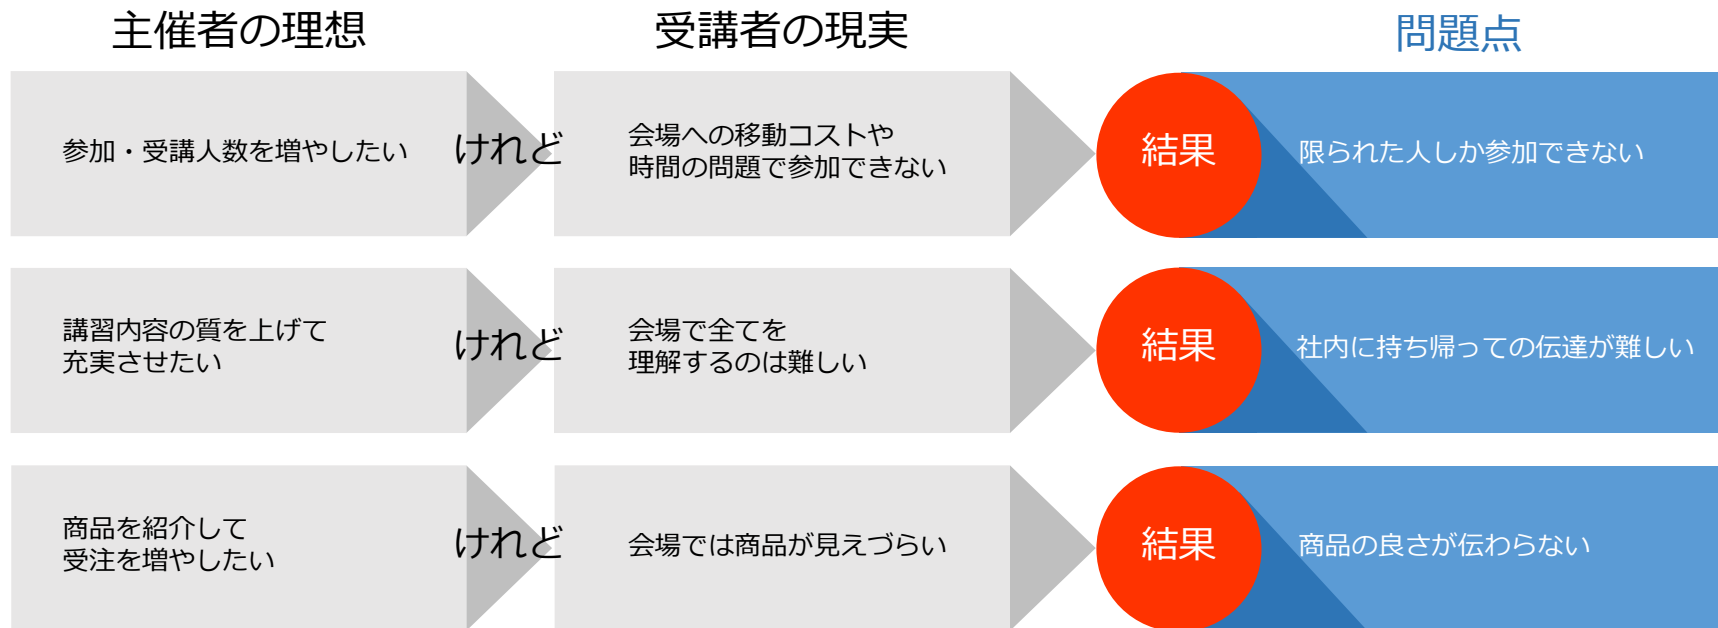 主催者の理想
受講者の現実
問題点
参加・受講人数を増やしたい
けれど
会場への移動コストや
時間の問題で参加できない
結果
限られた人しか参加できない
講習内容の質を上げて
充実させたい
けれど
会場で全てを
理解するのは難しい
結果
社内に持ち帰っての伝達が難しい
商品を紹介して
受注を増やしたい
けれど
会場では商品が見えづらい
結果
商品の良さが伝わらない